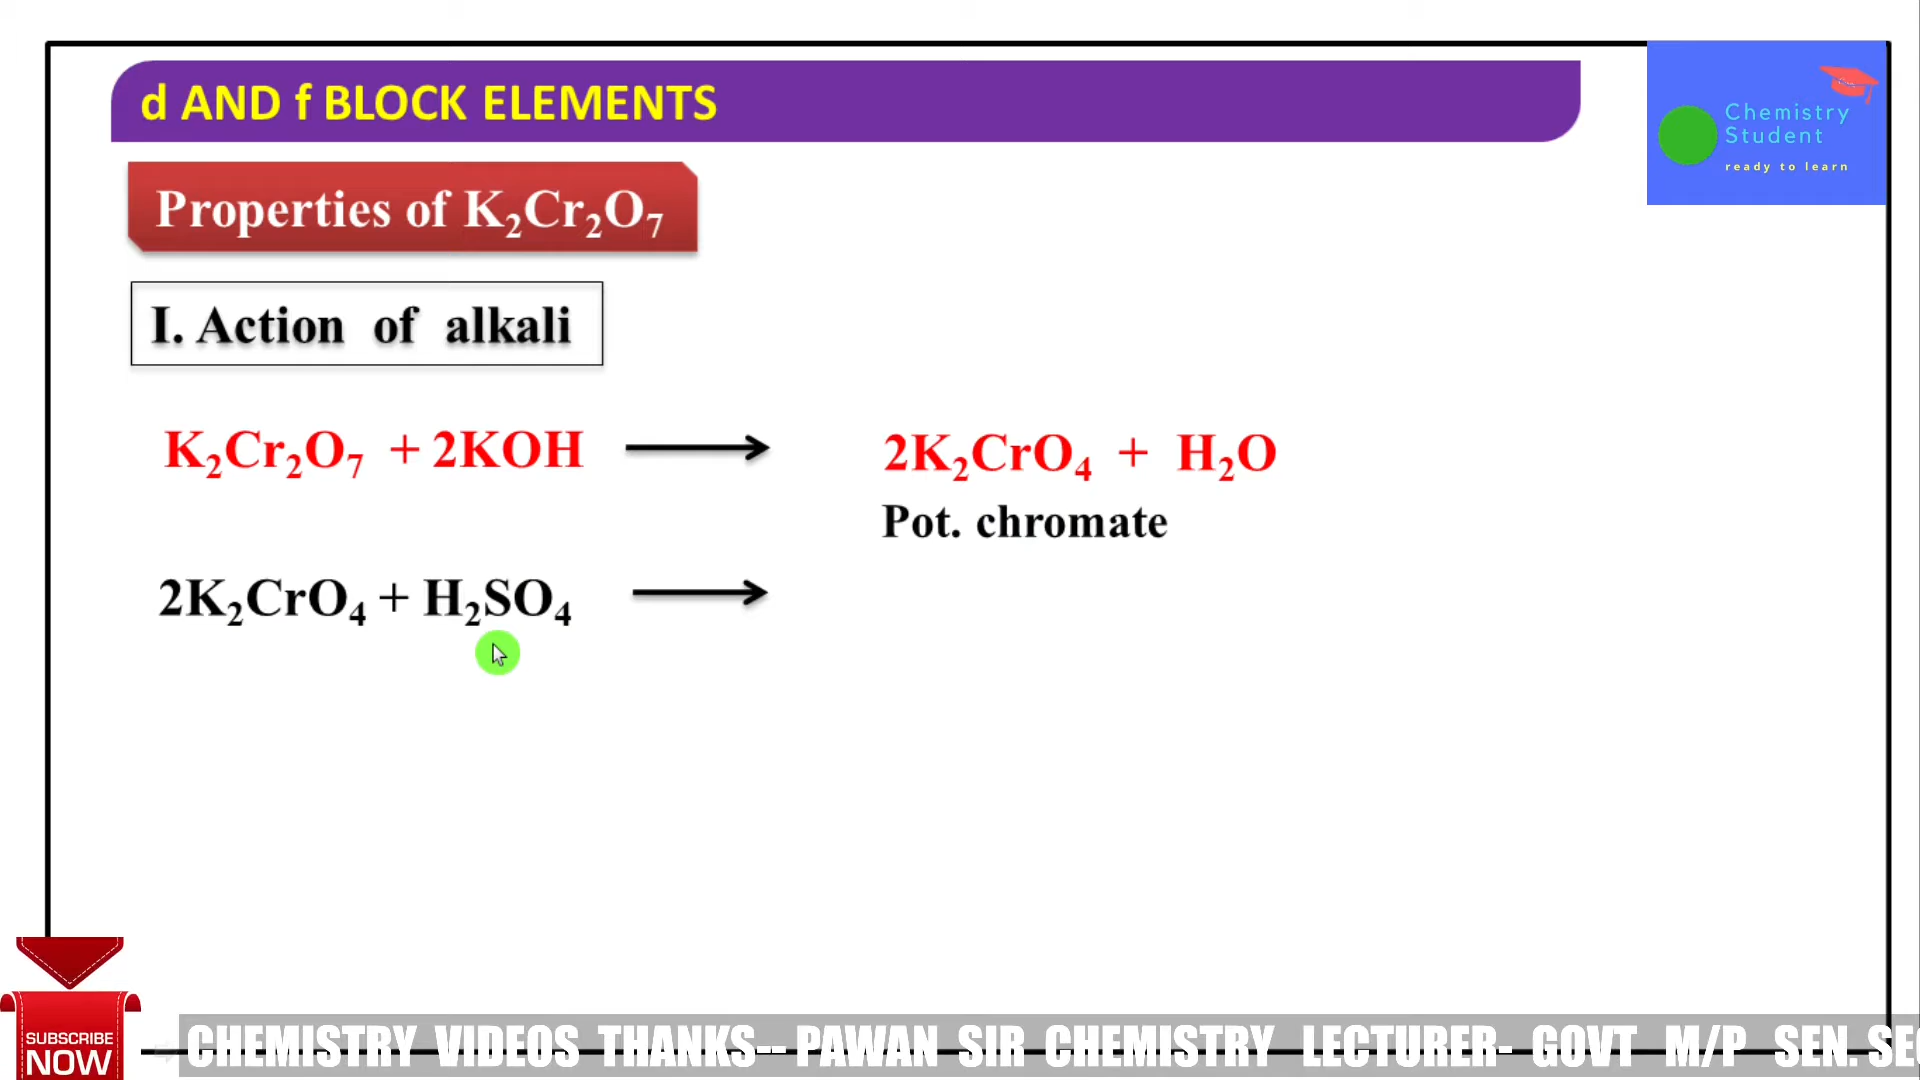 d AND f BLOCK ELEMENTS
Chemistry
Student
ready to learn
Properties of K₂Cr₂O₇
I. Action of alkali
K₂Cr₂O₇ + 2KOH ⟶ 2K₂CrO₄ + H₂O
Pot. chromate
2K₂CrO₄ + H₂SO₄ ⟶
SUBSCRIBE
NOW
CHEMISTRY VIDEOS THANKS-- PAWAN SIR CHEMISTRY LECTURER- GOVT M/P SEN. SEC